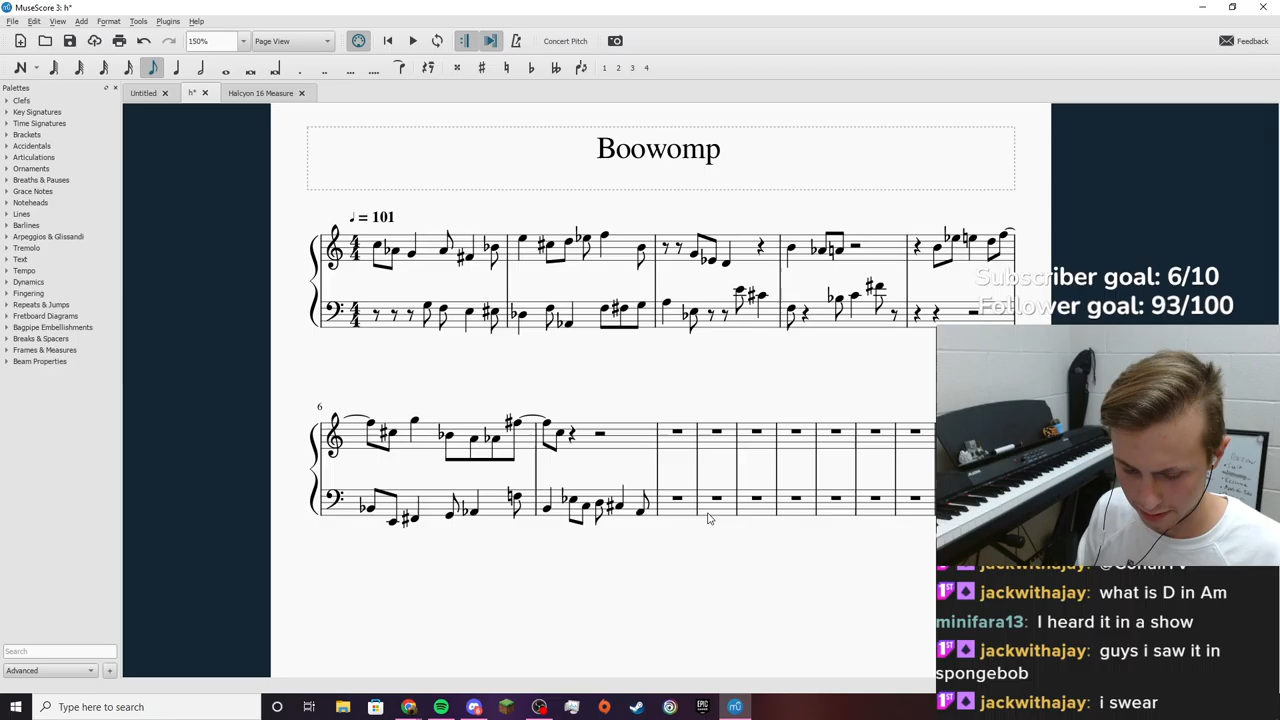 MuseScore 3: h*
File Edit View Add Format Tools Plugins Help
150% Page View Concert Pitch Feedback
1 2 3 4
Palettes
Untitled h* Halcyon 16 Measure
Clefs
Key Signatures
Time Signatures
Brackets
Accidentals
Articulations
Ornaments
Breaths & Pauses
Grace Notes
Noteheads
Lines
Barlines
Arpeggios & Glissandi
Tremolo
Text
Tempo
Dynamics
Fingering
Repeats & Jumps
Fretboard Diagrams
Bagpipe Embellishments
Breaks & Spacers
Frames & Measures
Beam Properties
Search
Advanced
Boowomp
= 101
6
Subscriber goal: 6/10
Follower goal: 93/100
jackwithajay: what is D in Am
minifara13: I heard it in a show
jackwithajay: guys i saw it in
spongebob
jackwithajay: i swear
Type here to search